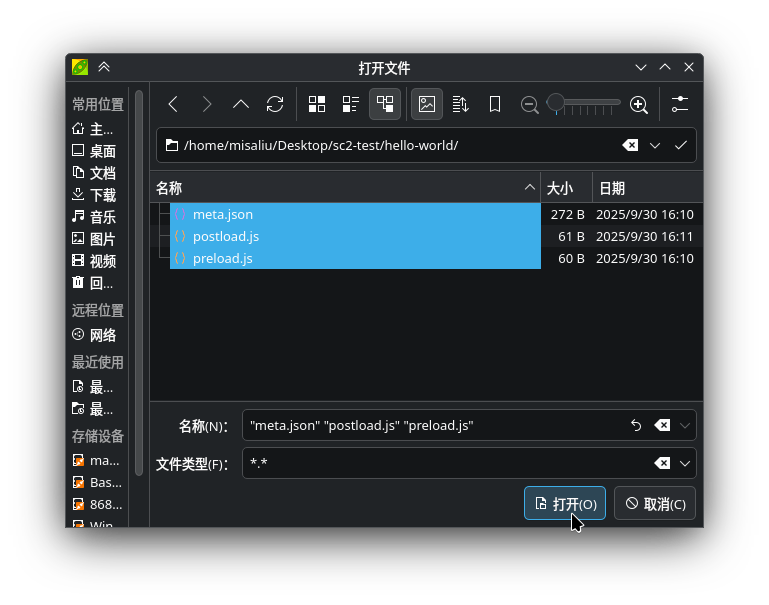 打开文件
常用位置
主...
桌面
文档
下载
音乐
图片
视频
回...
远程位置
网络
最近使用
最...
最...
存储设备
ma...
Bas...
868...
Win
/home/misaliu/Desktop/sc2-test/hello-world/
名称 大小 日期
meta.json 272 B 2025/9/30 16:10
postload.js 61 B 2025/9/30 16:11
preload.js 60 B 2025/9/30 16:10
名称(N)： "meta.json" "postload.js" "preload.js"
文件类型(F)： *.*
打开(O) 取消(C)